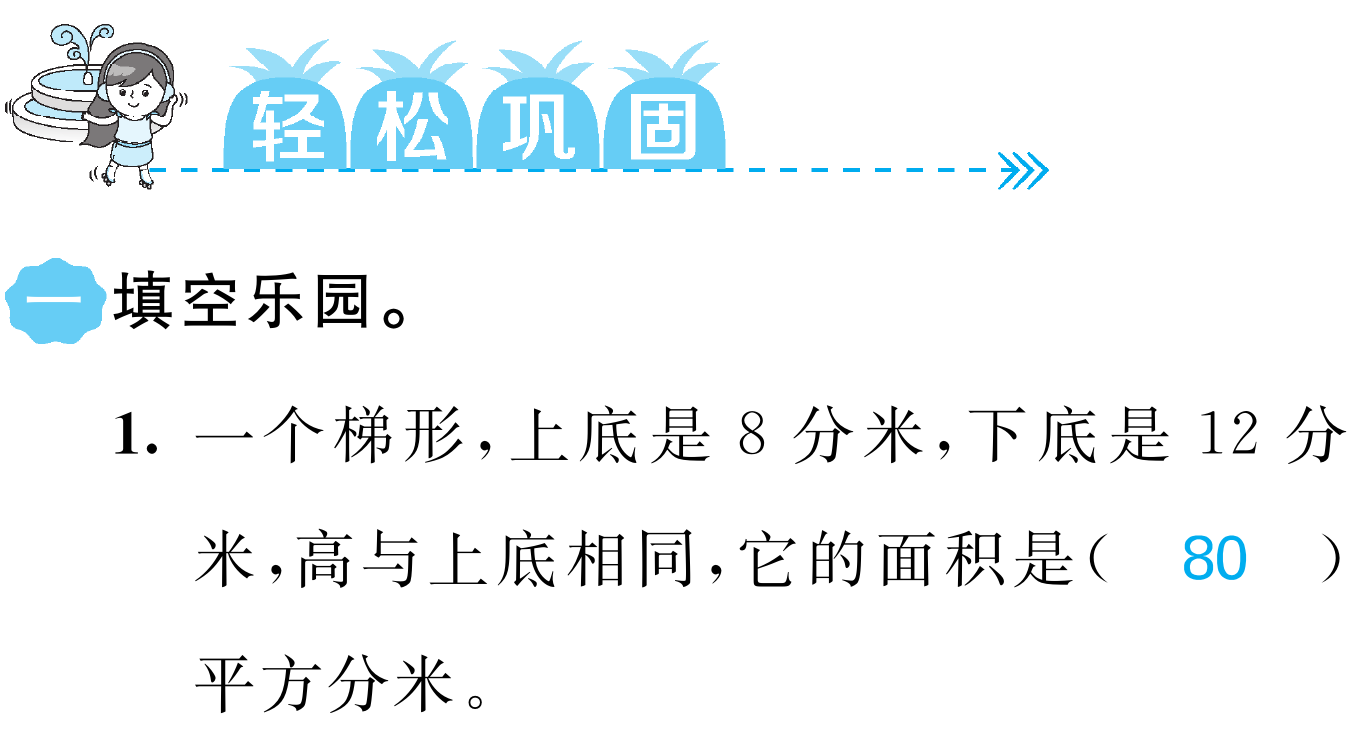 轻松巩固
一 填空乐园。
1. 一个梯形,上底是 8 分米,下底是 12 分
米,高与上底相同,它的面积是( 80 )
平方分米。